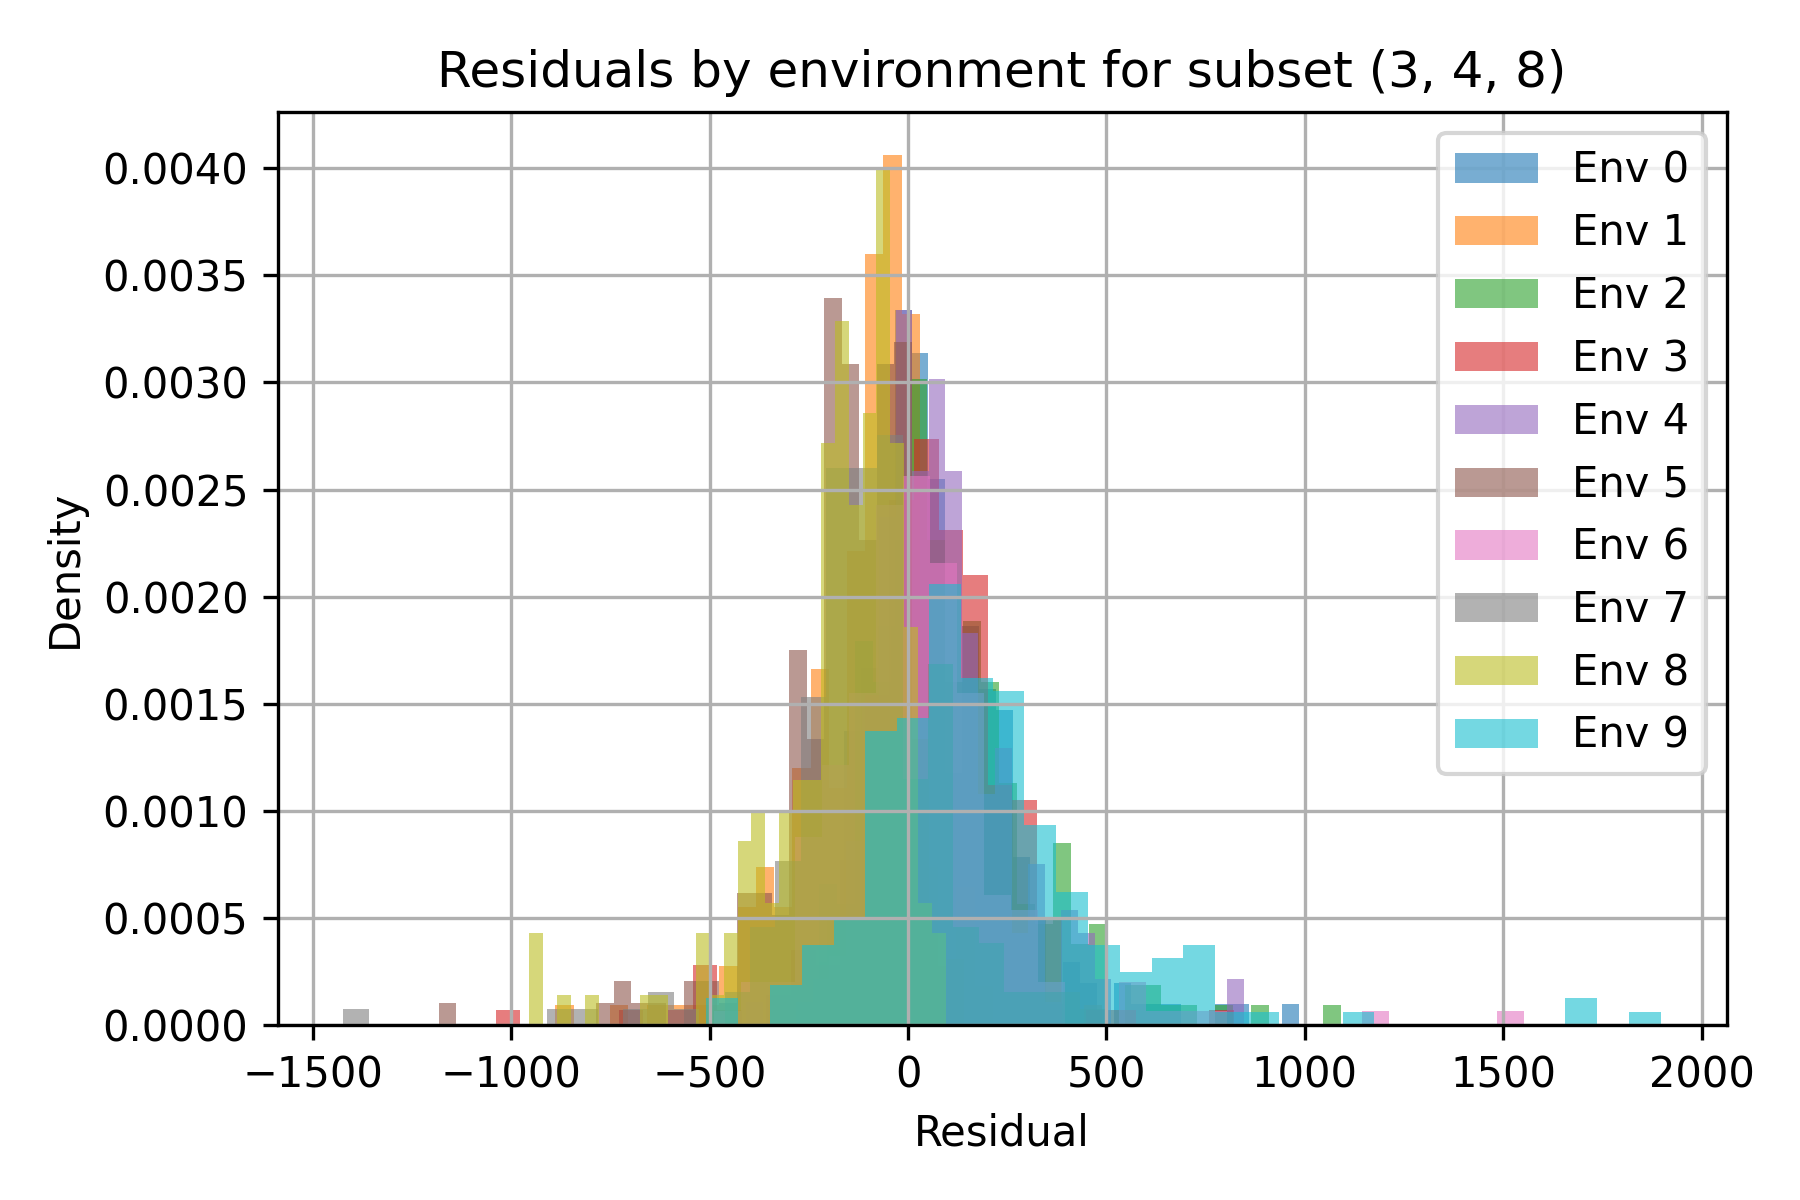 Residuals by environment for subset (3, 4, 8)
0.0040
0.0035
0.0030
0.0025
0.0020
0.0015
0.0010
0.0005
0.0000
Density
−1500
−1000
−500
0
500
1000
1500
2000
Residual
Env 0
Env 1
Env 2
Env 3
Env 4
Env 5
Env 6
Env 7
Env 8
Env 9